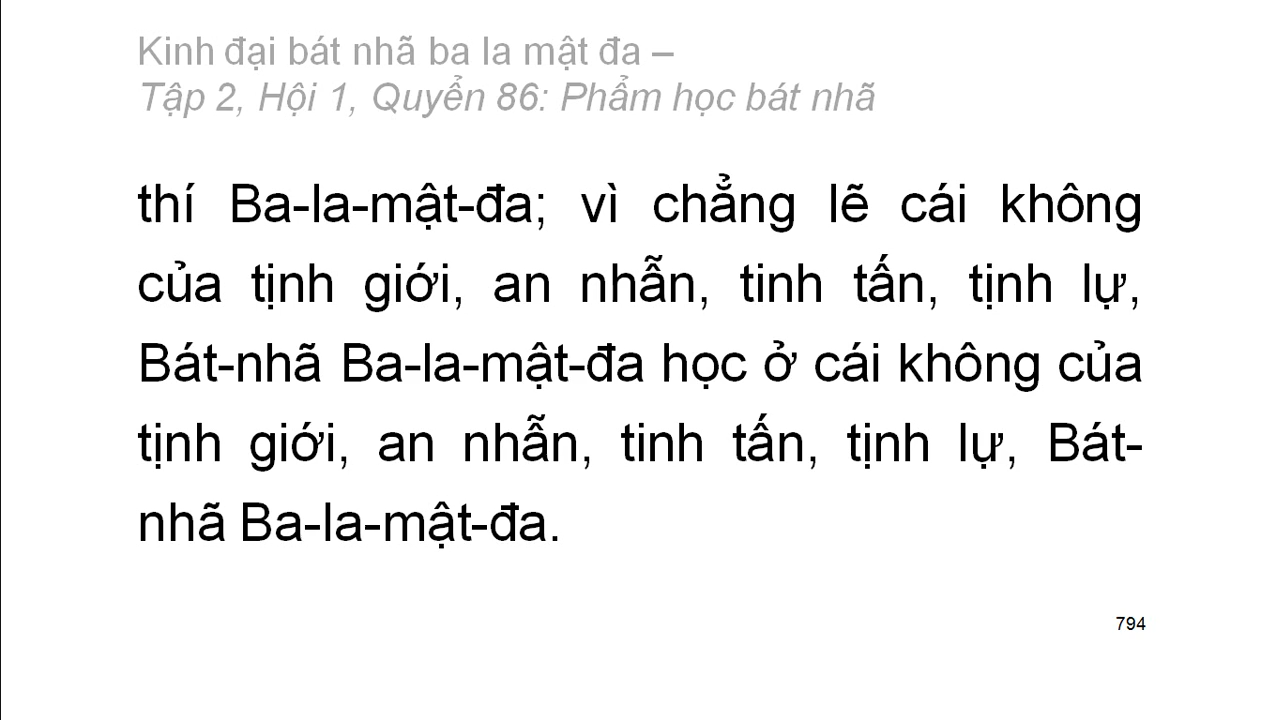 Kinh đại bát nhã ba la mật đa –
Tập 2, Hội 1, Quyển 86: Phẩm học bát nhã
thí Ba-la-mật-đa; vì chẳng lẽ cái không
của tịnh giới, an nhẫn, tinh tấn, tịnh lự,
Bát-nhã Ba-la-mật-đa học ở cái không của
tịnh giới, an nhẫn, tinh tấn, tịnh lự, Bát-
nhã Ba-la-mật-đa.
794